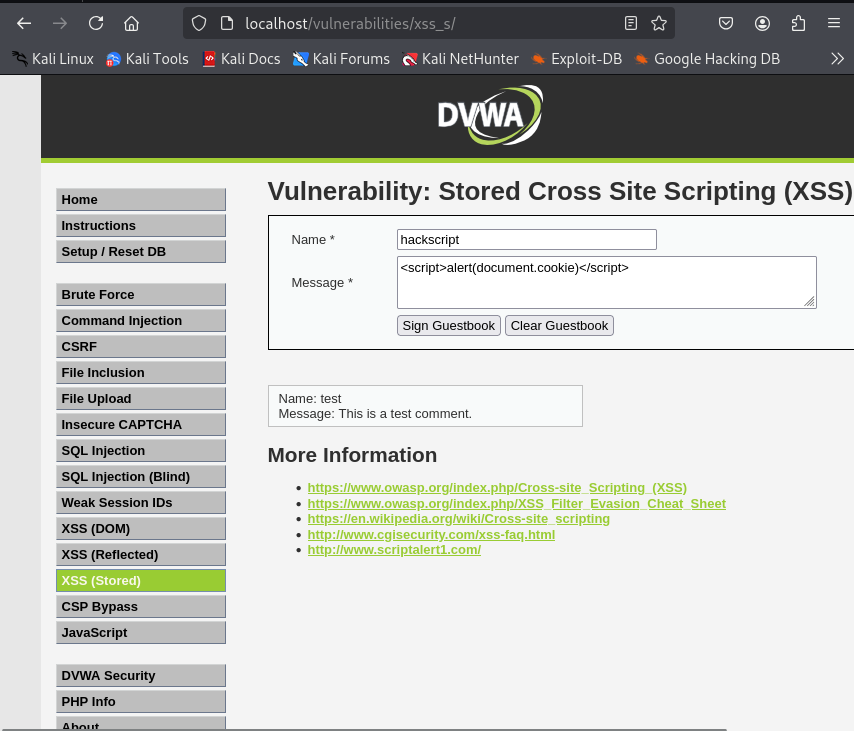 localhost/vulnerabilities/xss_s/
Kali Linux Kali Tools Kali Docs Kali Forums Kali NetHunter Exploit-DB Google Hacking DB
DVWA
Home
Instructions
Setup / Reset DB
Brute Force
Command Injection
CSRF
File Inclusion
File Upload
Insecure CAPTCHA
SQL Injection
SQL Injection (Blind)
Weak Session IDs
XSS (DOM)
XSS (Reflected)
XSS (Stored)
CSP Bypass
JavaScript
DVWA Security
PHP Info
About
Vulnerability: Stored Cross Site Scripting (XSS)
Name * hackscript
Message * <script>alert(document.cookie)</script>
Sign Guestbook Clear Guestbook
Name: test
Message: This is a test comment.
More Information
https://www.owasp.org/index.php/Cross-site_Scripting_(XSS)
https://www.owasp.org/index.php/XSS_Filter_Evasion_Cheat_Sheet
https://en.wikipedia.org/wiki/Cross-site_scripting
http://www.cgisecurity.com/xss-faq.html
http://www.scriptalert1.com/